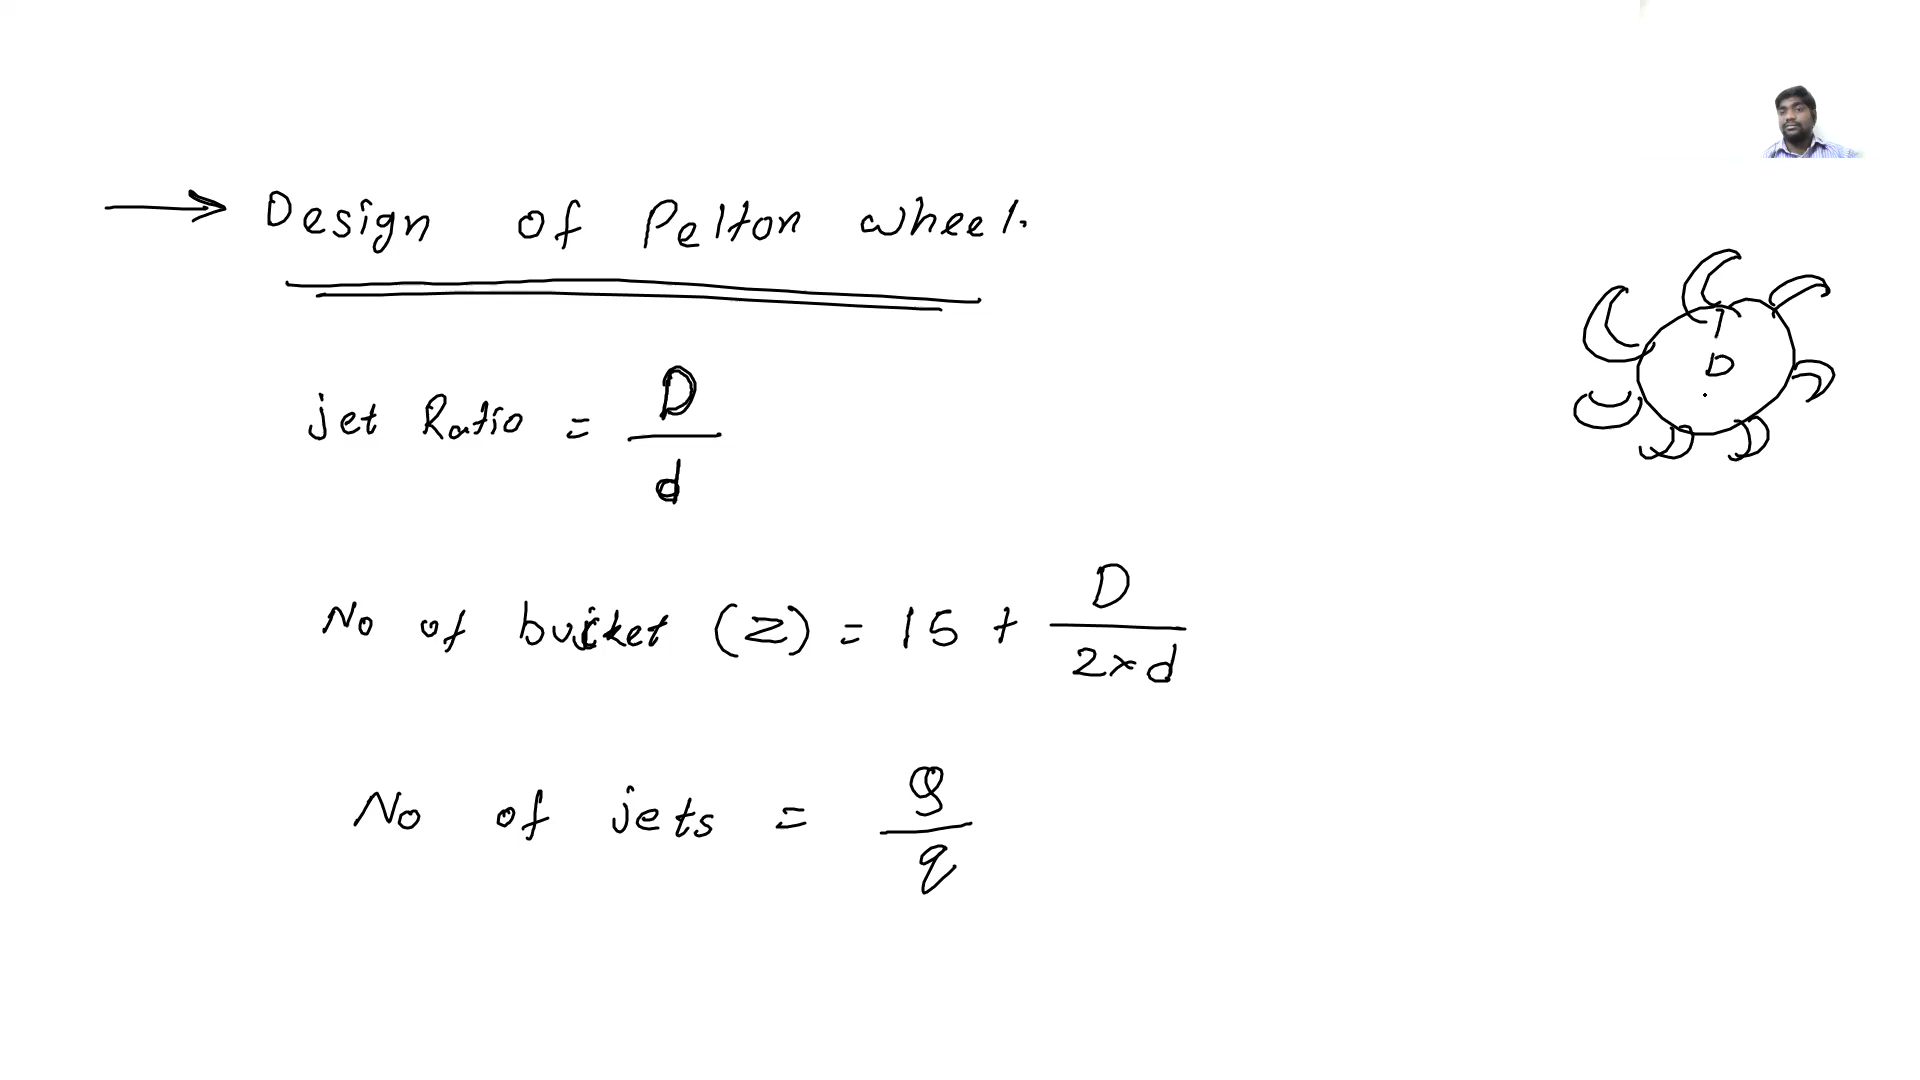 → Design of Pelton wheel.
D
jet Ratio = D/d
No of bucket (Z) = 15 + D/(2×d)
No of jets = Q/q